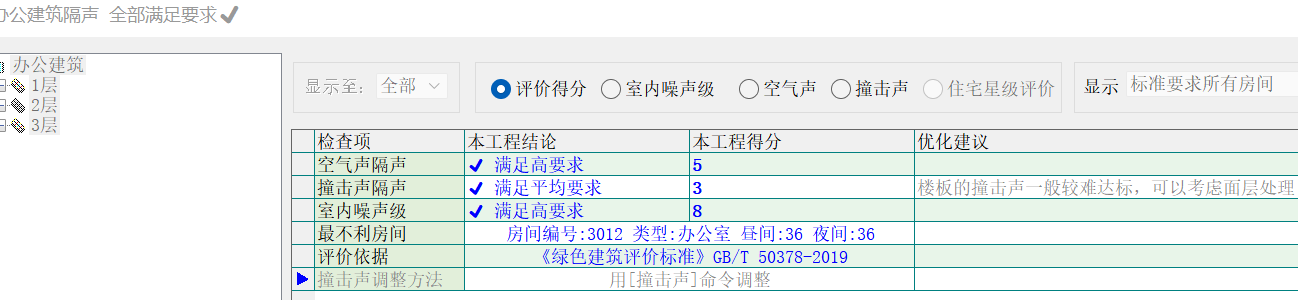 办公建筑隔声 全部满足要求✔
办公建筑
1层
2层
3层
显示至: 全部
评价得分 室内噪声级 空气声 撞击声 住宅星级评价
显示 标准要求所有房间
检查项 本工程结论 本工程得分 优化建议
空气声隔声 ✔ 满足高要求 5
撞击声隔声 ✔ 满足平均要求 3 楼板的撞击声一般较难达标，可以考虑面层处理
室内噪声级 ✔ 满足高要求 8
最不利房间 房间编号:3012 类型:办公室 昼间:36 夜间:36
评价依据 《绿色建筑评价标准》GB/T 50378-2019
撞击声调整方法 用[撞击声]命令调整